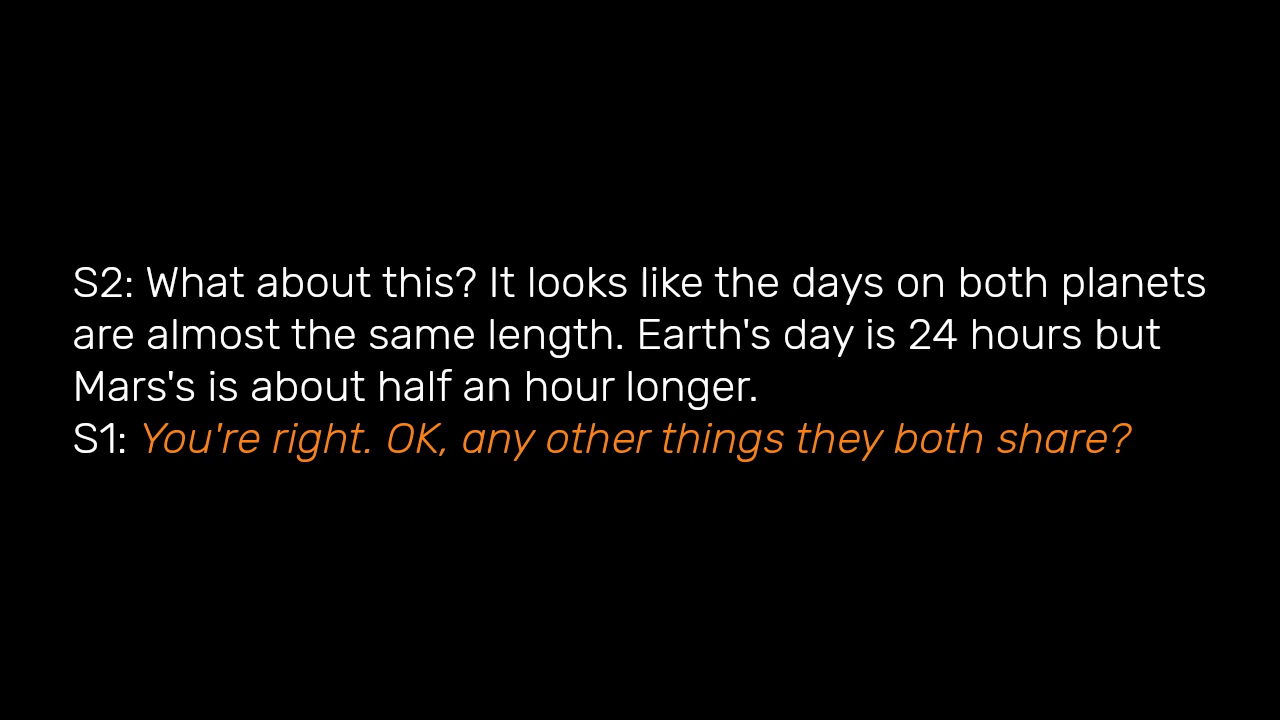 S2: What about this? It looks like the days on both planets
are almost the same length. Earth's day is 24 hours but
Mars's is about half an hour longer.
S1: You're right. OK, any other things they both share?